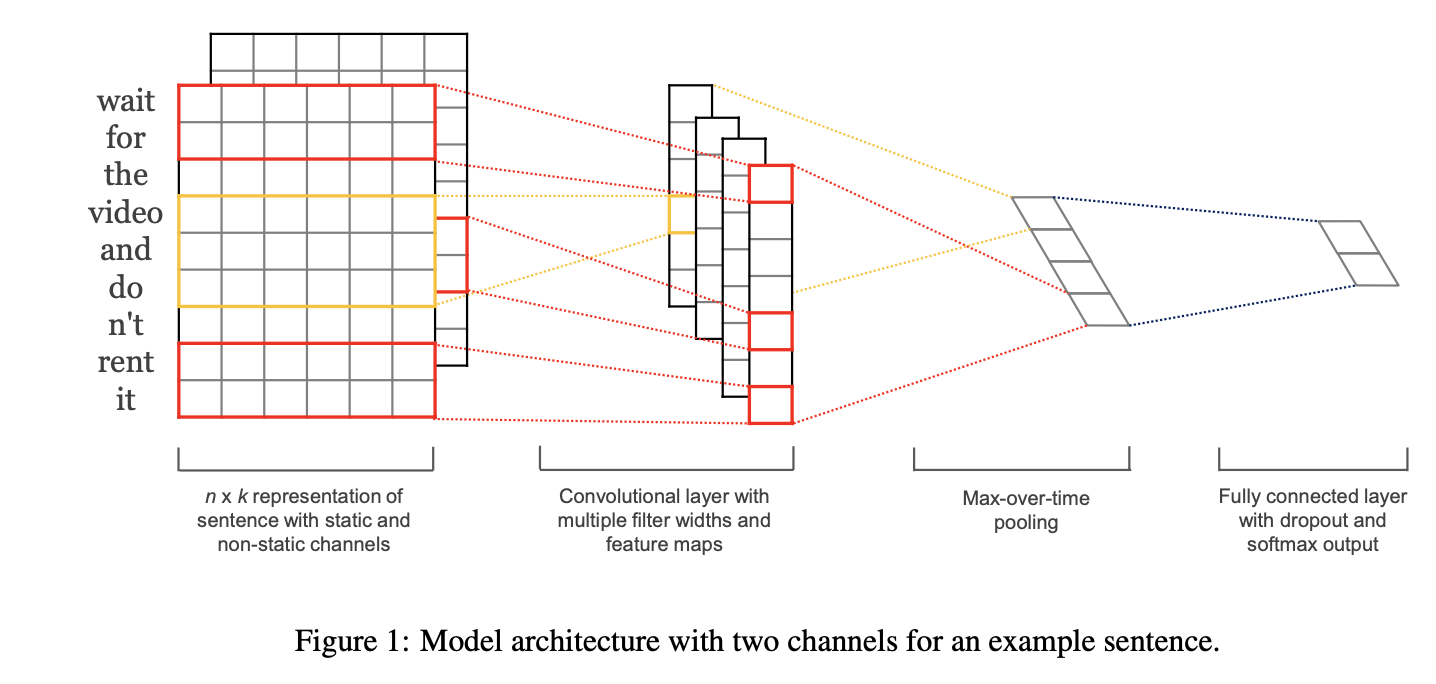 wait
for
the
video
and
do
n't
rent
it
n x k representation of
sentence with static and
non-static channels
Convolutional layer with
multiple filter widths and
feature maps
Max-over-time
pooling
Fully connected layer
with dropout and
softmax output
Figure 1: Model architecture with two channels for an example sentence.